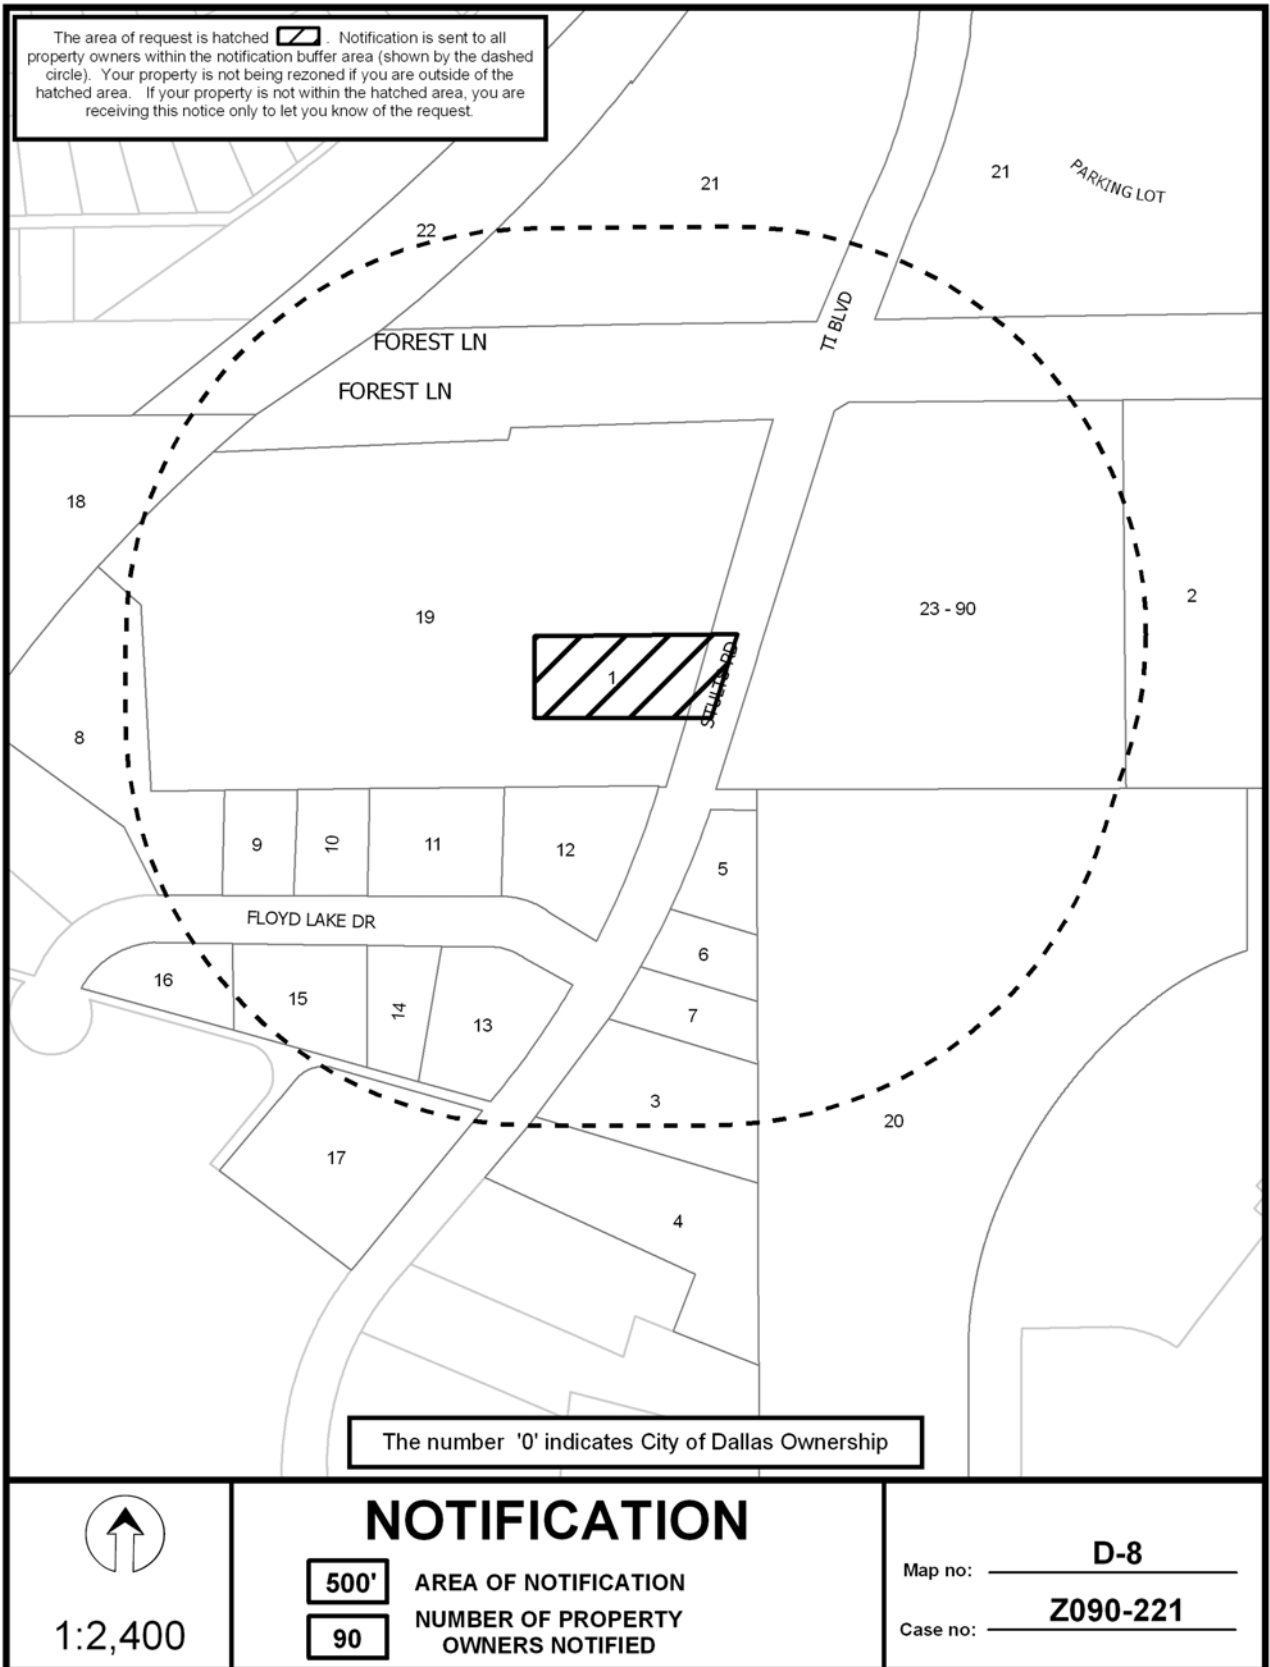 The area of request is hatched . Notification is sent to all
property owners within the notification buffer area (shown by the dashed
circle). Your property is not being rezoned if you are outside of the
hatched area. If your property is not within the hatched area, you are
receiving this notice only to let you know of the request.
21
21
PARKING LOT
22
TI BLVD
FOREST LN
FOREST LN
18
19
23 - 90
2
1
STULTS RD
8
9
10
11
12
5
FLOYD LAKE DR
6
16
15
14
13
7
3
20
17
4
The number '0' indicates City of Dallas Ownership
1:2,400
NOTIFICATION
500' AREA OF NOTIFICATION
90 NUMBER OF PROPERTY
OWNERS NOTIFIED
Map no: D-8
Case no: Z090-221